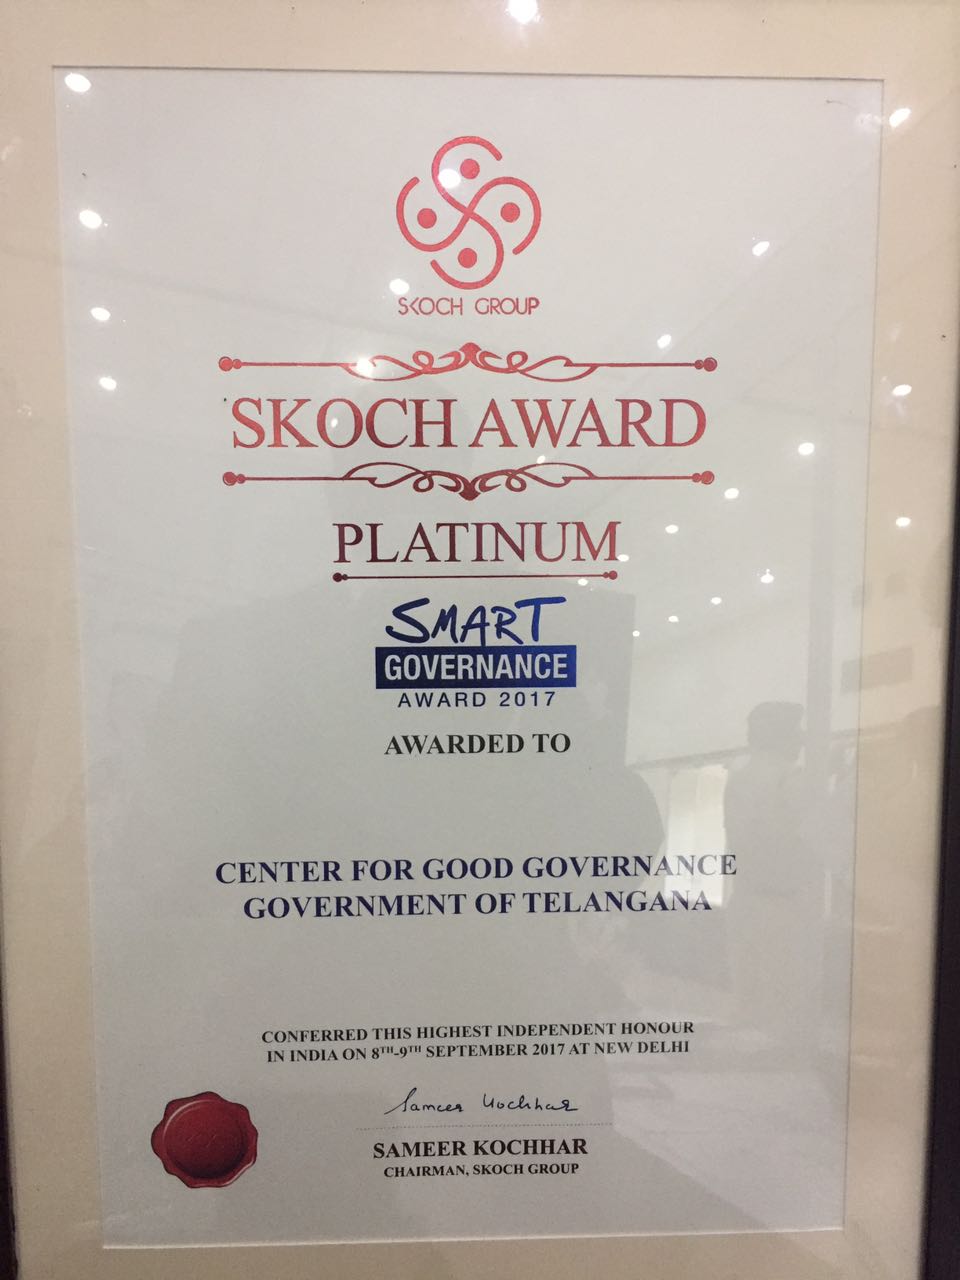 SKOCH GROUP
SKOCH AWARD
PLATINUM
SMART
GOVERNANCE
AWARD 2017
AWARDED TO
CENTER FOR GOOD GOVERNANCE
GOVERNMENT OF TELANGANA
CONFERRED THIS HIGHEST INDEPENDENT HONOUR
IN INDIA ON 8TH-9TH SEPTEMBER 2017 AT NEW DELHI
Sameer Kochhar
SAMEER KOCHHAR
CHAIRMAN, SKOCH GROUP